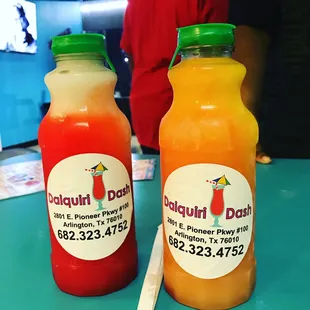 Daiquiri Dash
2801 E. Pioneer Pkwy #100
Arlington, Tx 76010
682.323.4752
Daiquiri Dash
2801 E. Pioneer Pkwy #100
Arlington, Tx 76010
682.323.4752